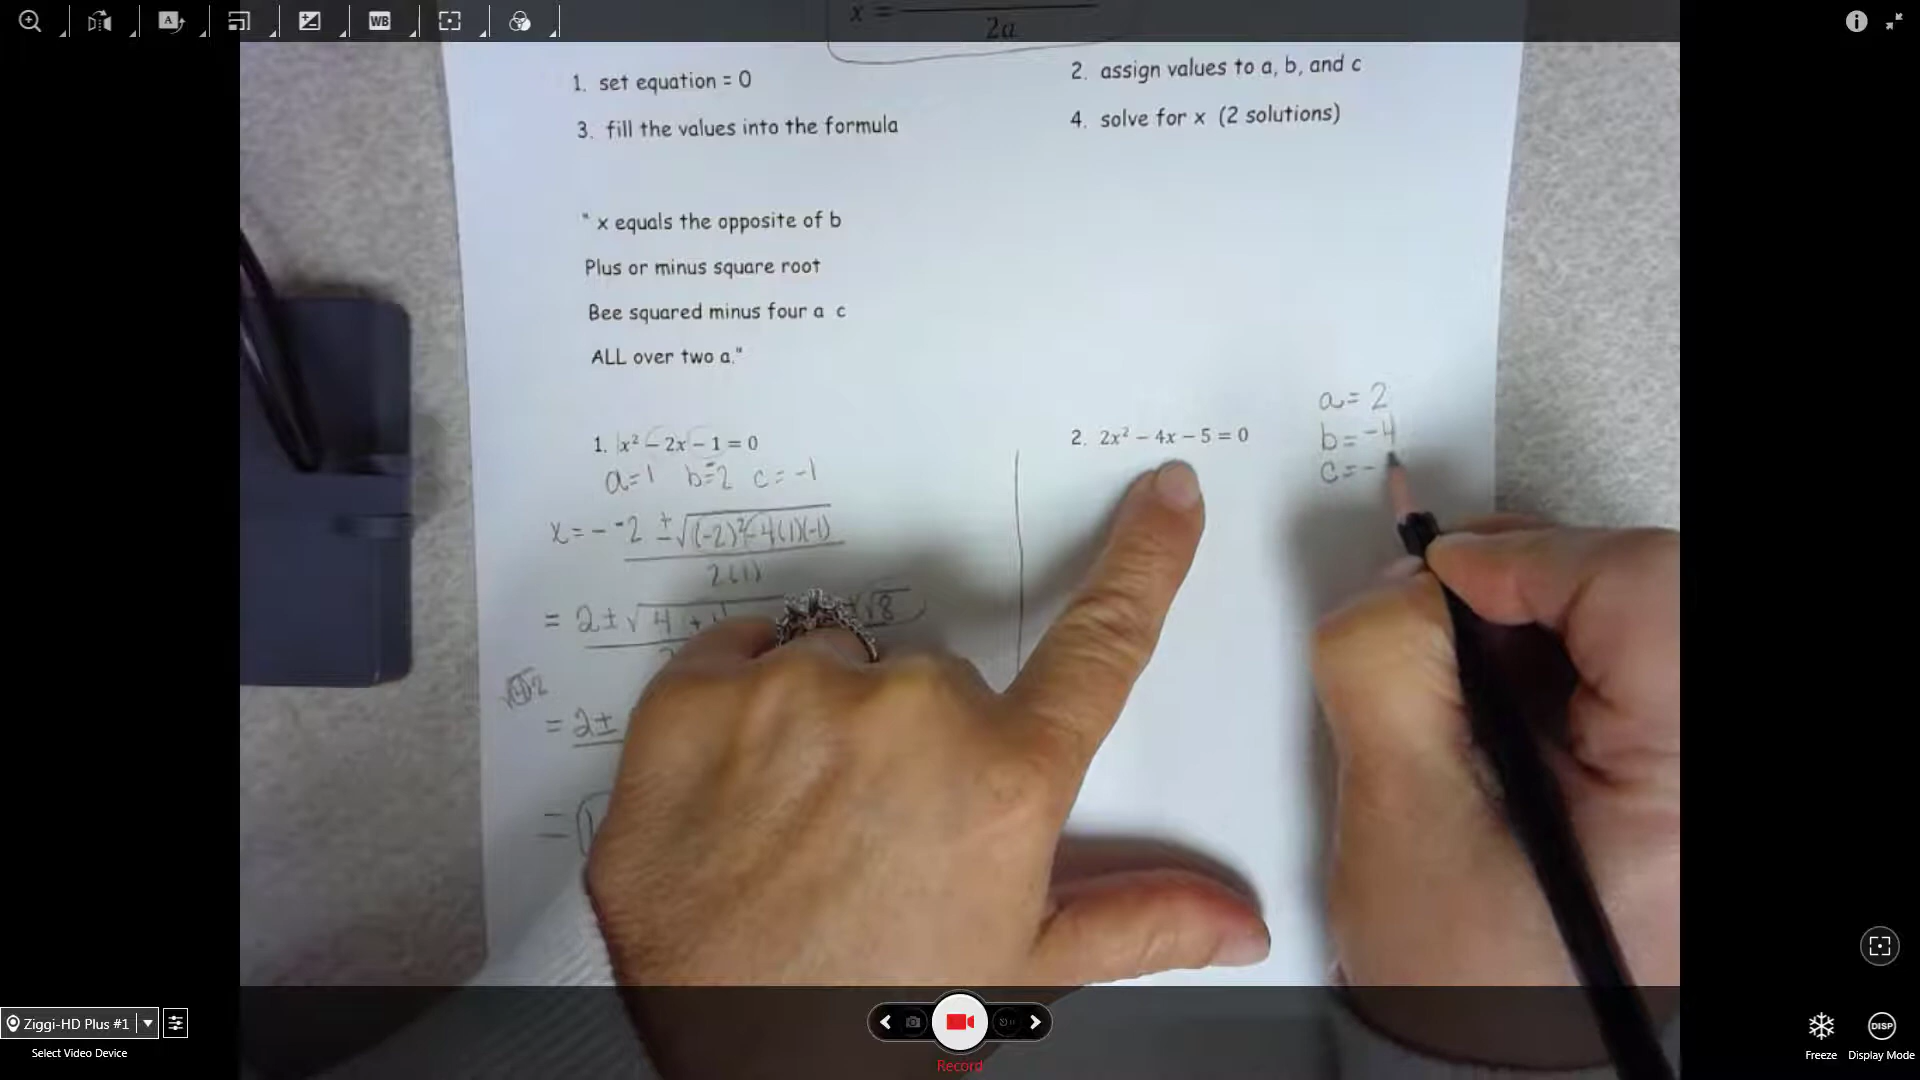 WB
x =
2a
1. set equation = 0
2. assign values to a, b, and c
3. fill the values into the formula
4. solve for x (2 solutions)
" x equals the opposite of b
Plus or minus square root
Bee squared minus four a c
ALL over two a."
1. x² − 2x − 1 = 0
a=1 b=-2 c=-1
x = - -2 ± √(-2)²-4(1)(-1)
2(1)
= 2 ± √4 +
√8
√4·2
= 2 ±
=
2. 2x² − 4x − 5 = 0
a= 2
b= -4
c= -
Ziggi-HD Plus #1
Select Video Device
Record
Freeze
DISP
Display Mode